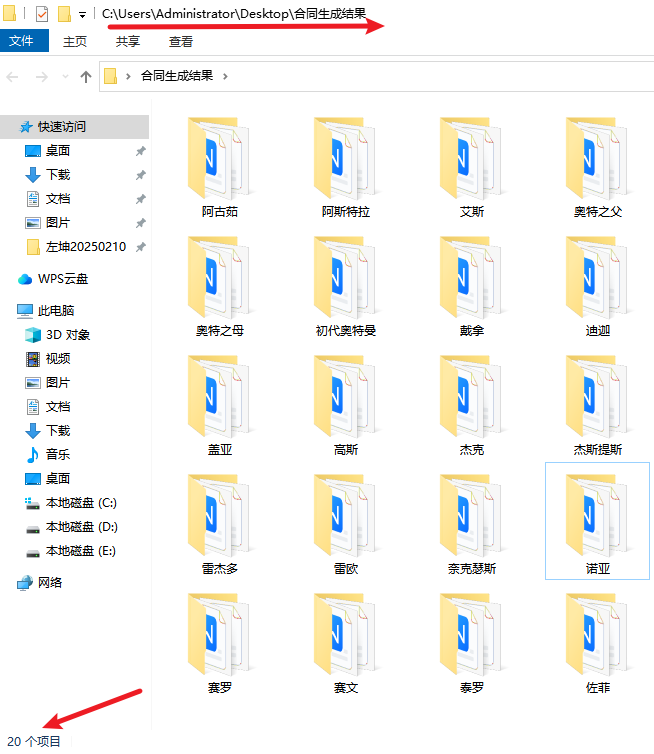 C:\Users\Administrator\Desktop\合同生成结果
文件 主页 共享 查看
合同生成结果
快速访问
桌面
下载
文档
图片
左坤20250210
WPS云盘
此电脑
3D 对象
视频
图片
文档
下载
音乐
桌面
本地磁盘 (C:)
本地磁盘 (D:)
本地磁盘 (E:)
网络
阿古茹 阿斯特拉 艾斯 奥特之父
奥特之母 初代奥特曼 戴拿 迪迦
盖亚 高斯 杰克 杰斯提斯
雷杰多 雷欧 奈克瑟斯 诺亚
赛罗 赛文 泰罗 佐菲
20 个项目